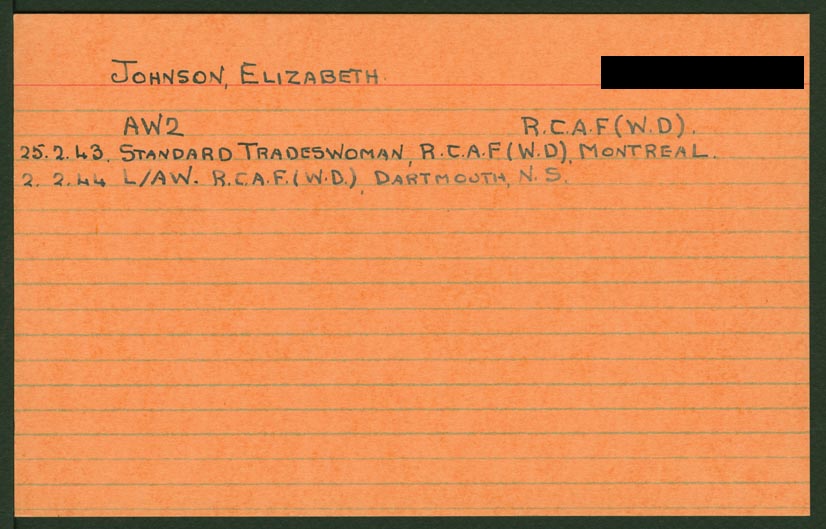 JOHNSON, ELIZABETH.
AW2 R.C.A.F (W.D).
25.2.43. STANDARD TRADESWOMAN, R.C.A.F (W.D), MONTREAL.
2. 2.44 L/AW. R.C.A.F. (W.D.), DARTMOUTH, N.S.